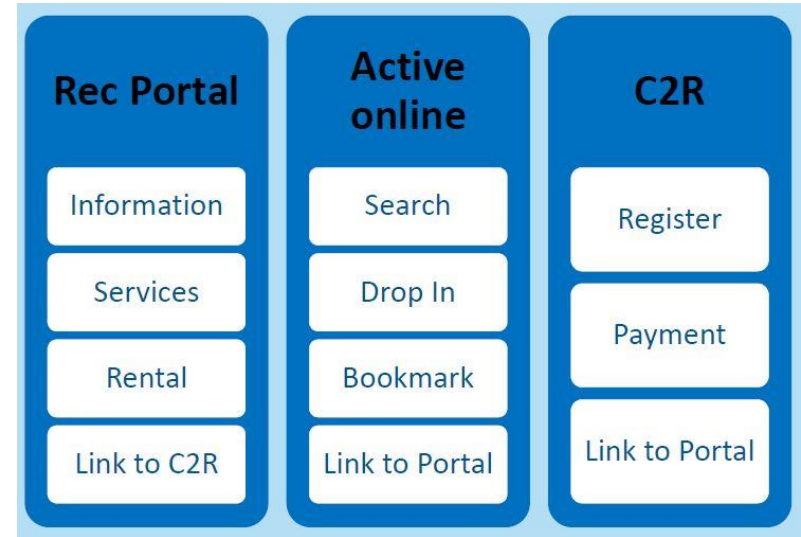 Rec Portal
Information
Services
Rental
Link to C2R
Active
online
Search
Drop In
Bookmark
Link to Portal
C2R
Register
Payment
Link to Portal